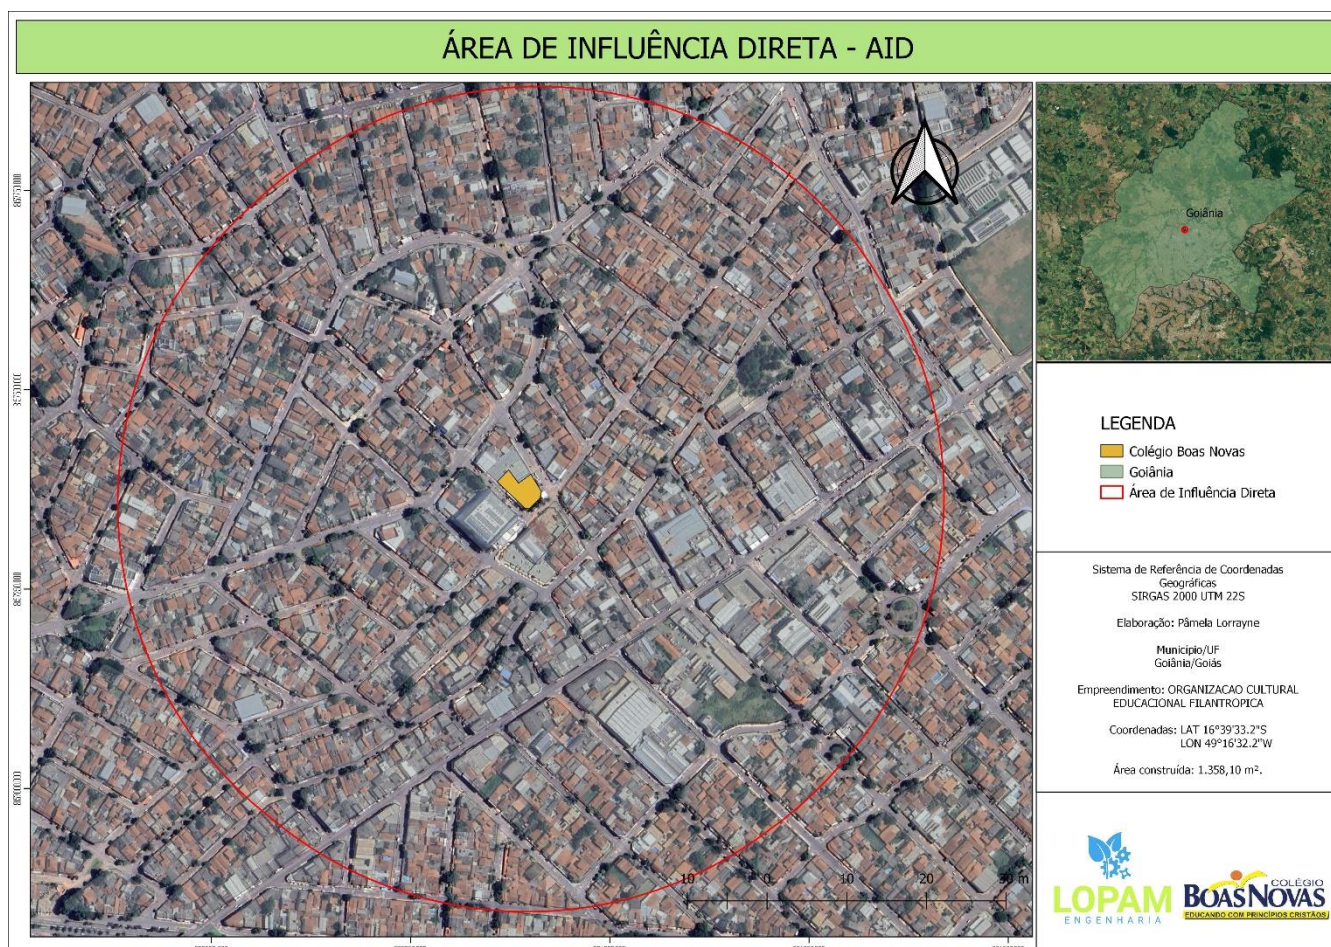 ÁREA DE INFLUÊNCIA DIRETA - AID
Goiânia
LEGENDA
Colégio Boas Novas
Goiânia
Área de Influência Direta
Sistema de Referência de Coordenadas
Geográficas
SIRGAS 2000 UTM 22S
Elaboração: Pâmela Lorrayne
Município/UF
Goiânia/Goiás
Empreendimento: ORGANIZACAO CULTURAL
EDUCACIONAL FILANTROPICA
Coordenadas: LAT 16°39'33.2"S
LON 49°16'32.2"W
Área construída: 1.358,10 m².
10 0 10 20 30 m
LOPAM
ENGENHARIA
COLÉGIO
BOAS NOVAS
EDUCANDO COM PRINCÍPIOS CRISTÃOS